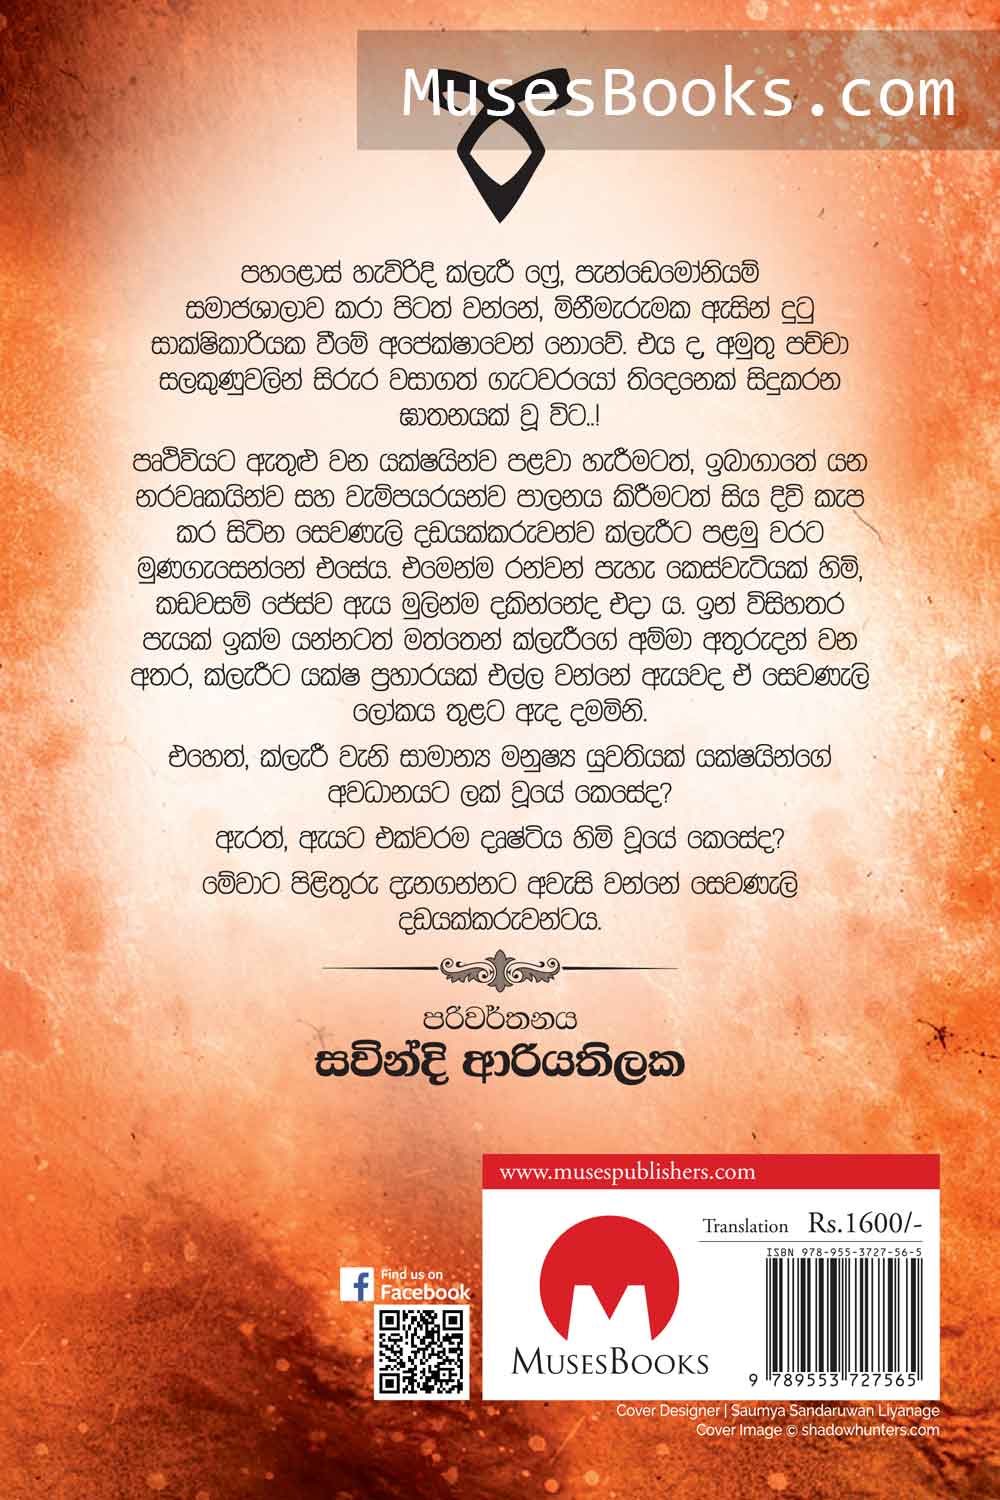 MusesBooks.com
පහළොස් හැවිරිදි ක්ලැරී ෆ්‍රේ, පැන්ඩෙමෝනියම්
සමාජශාලාව කරා පිටත් වන්නේ, මිනීමැරුමක ඇසින් දුටු
සාක්ෂිකාරියක වීමේ අපේක්ෂාවෙන් නොවේ. එය ද, අමුතු පච්චා
සලකුණුවලින් සිරුර වසාගත් ගැටවරයෝ තිදෙනෙක් සිදුකරන
ඝාතනයක් වූ විට..!
පෘථිවියට ඇතුළු වන යක්ෂයින්ව පළවා හැරීමටත්, ඉබාගාතේ යන
නරවෘකයින්ව සහ වැම්පයරයන්ව පාලනය කිරීමටත් සිය දිවි කැප
කර සිටින සෙවණැලි දඩයක්කරුවන්ව ක්ලැරීට පළමු වරට
මුණගැසෙන්නේ එසේය. එමෙන්ම රන්වන් පැහැ කෙස්වැටියක් හිමි,
කඩවසම් ජේස්ව ඇය මුලින්ම දකින්නේද එදා ය. ඉන් විසිහතර
පැයක් ඉක්ම යන්නටත් මත්තෙන් ක්ලැරීගේ අම්මා අතුරුදන් වන
අතර, ක්ලැරීට යක්ෂ ප්‍රහාරයක් එල්ල වන්නේ ඇයවද ඒ සෙවණැලි
ලෝකය තුළට ඇද දමමිනි.
එහෙත්, ක්ලැරී වැනි සාමාන්‍ය මනුෂ්‍ය යුවතියක් යක්ෂයින්ගේ
අවධානයට ලක් වූයේ කෙසේද?
ඇරත්, ඇයට එක්වරම දෘෂ්ටිය හිමි වූයේ කෙසේද?
මේවාට පිළිතුරු දැනගන්නට අවැසි වන්නේ සෙවණැලි
දඩයක්කරුවන්ටය.
පරිවර්තනය
සවින්දි ආරියතිලක
www.musespublishers.com
Translation Rs.1600/-
ISBN 978-955-3727-56-5
MUSESBOOKS
9 789553 727565
Find us on
Facebook
Cover Designer | Saumya Sandaruwan Liyanage
Cover Image © shadowhunters.com